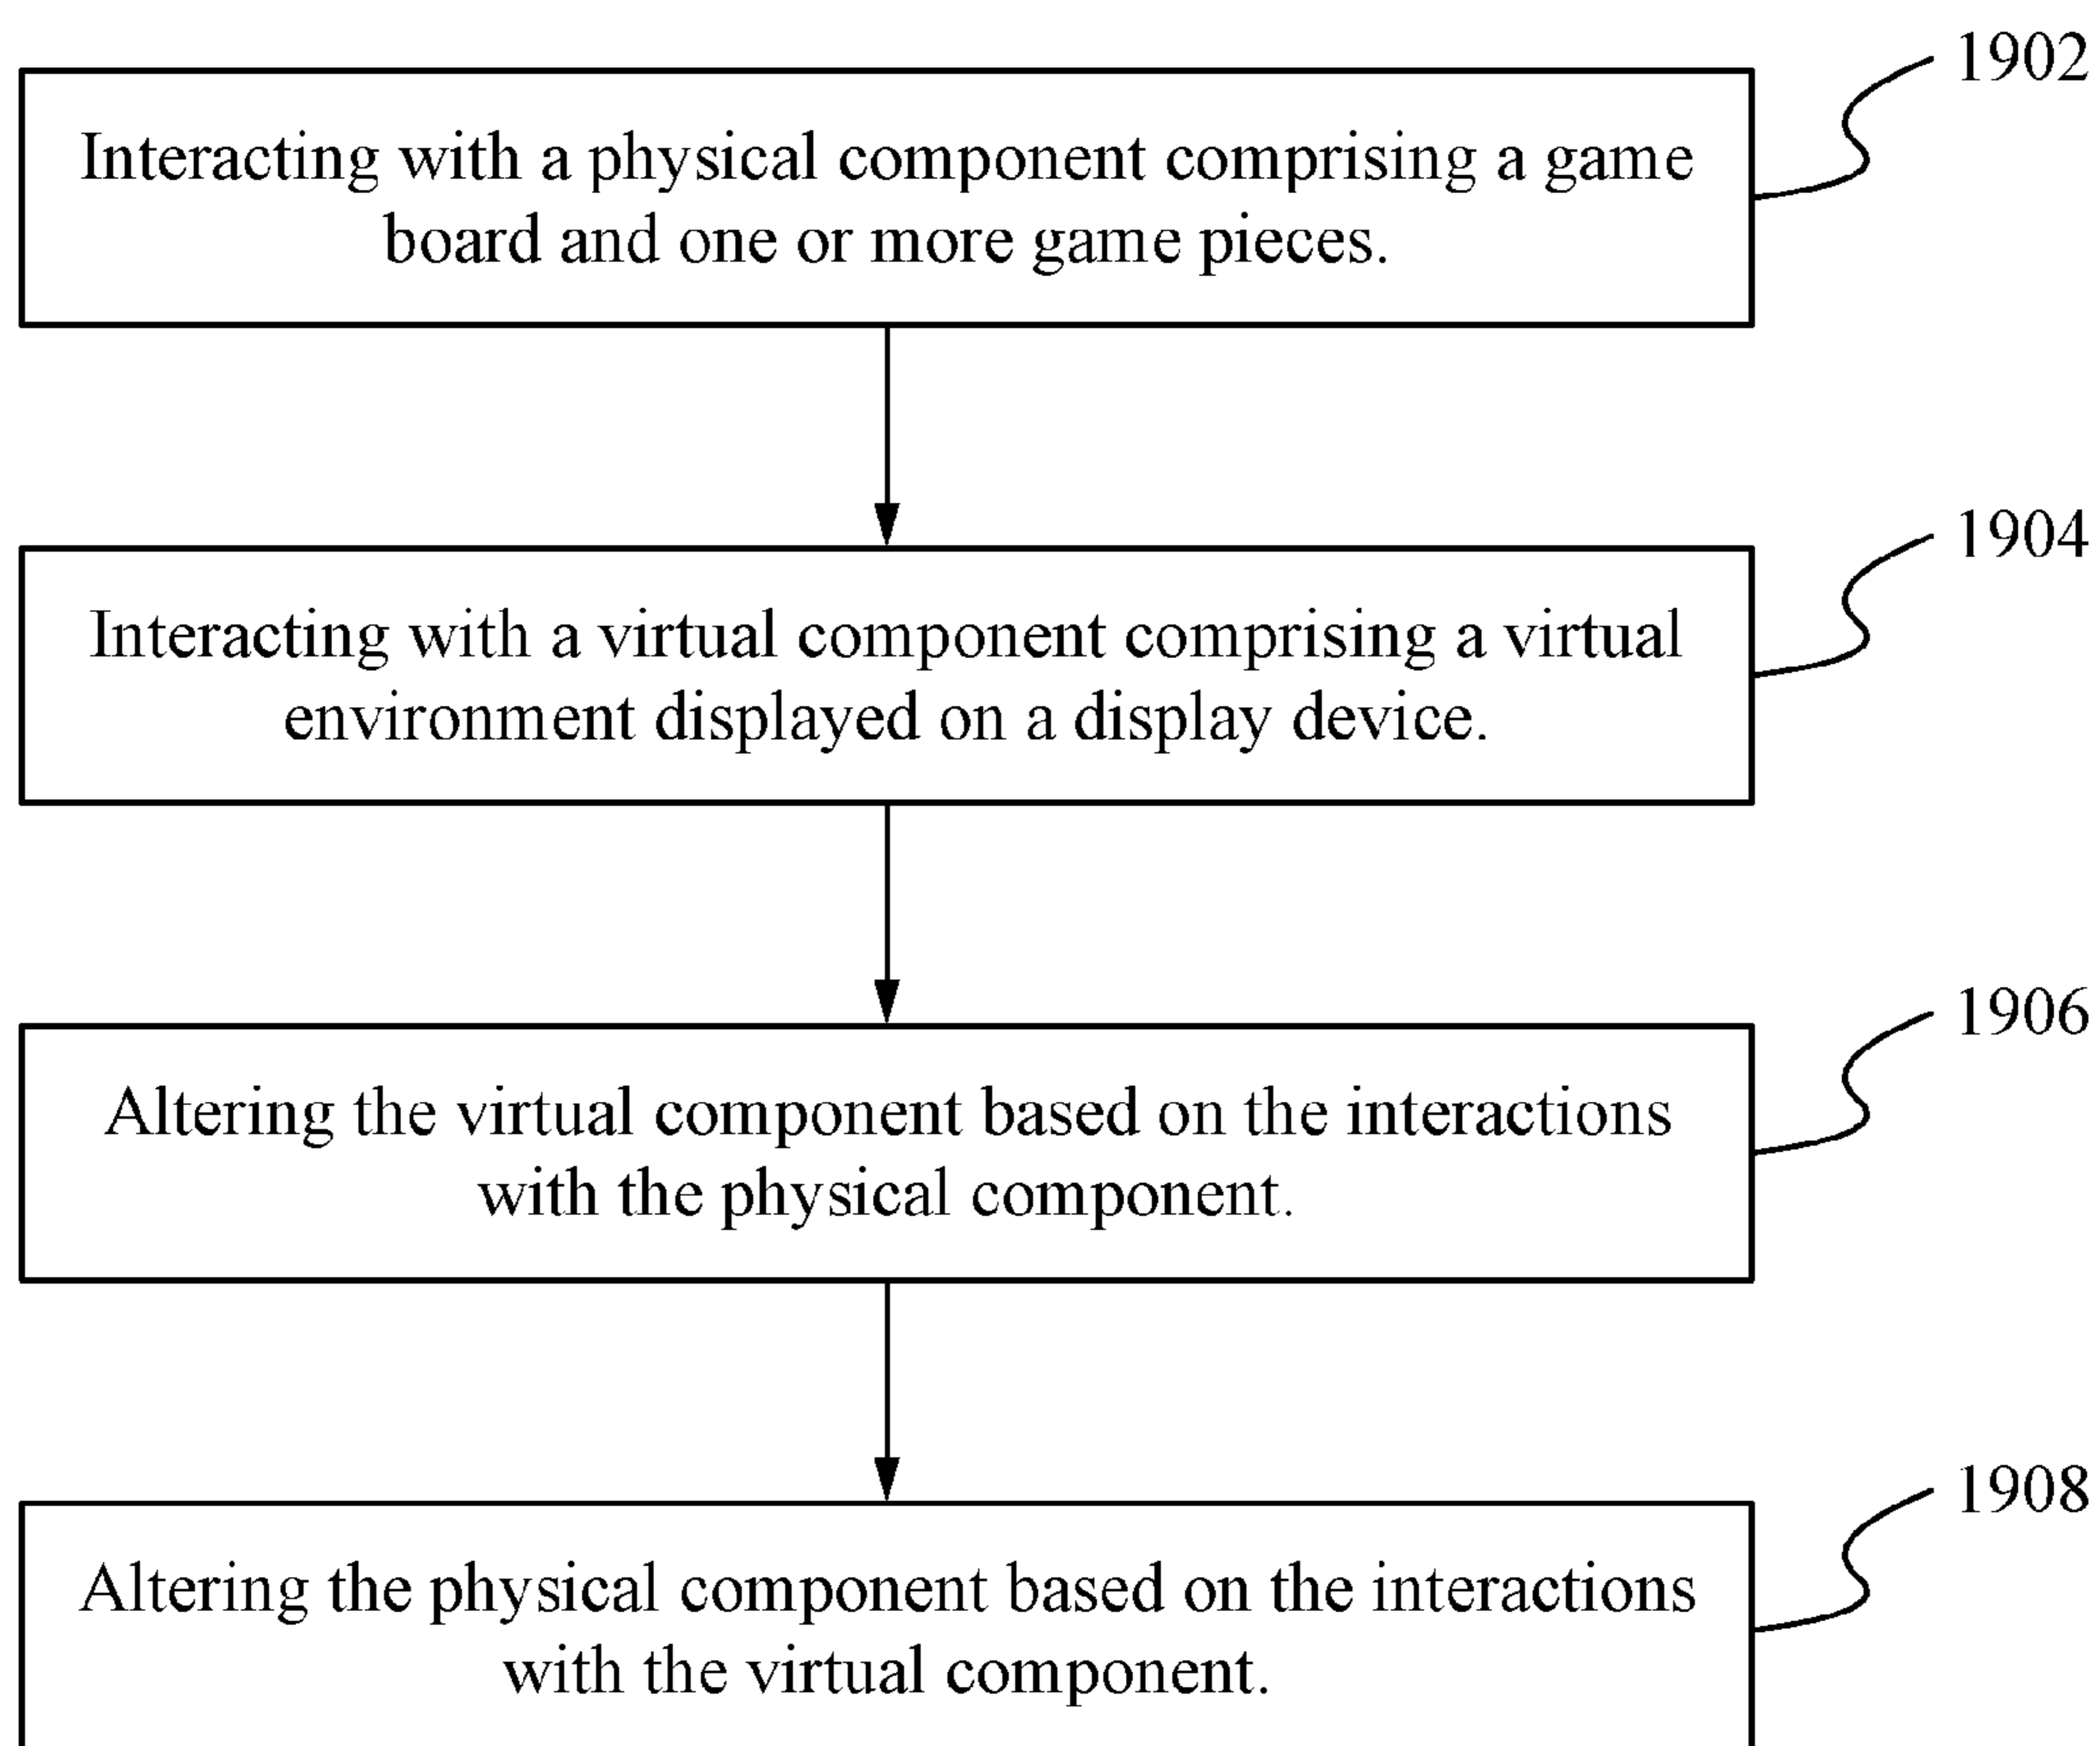 1902
Interacting with a physical component comprising a game
board and one or more game pieces.
1904
Interacting with a virtual component comprising a virtual
environment displayed on a display device.
1906
Altering the virtual component based on the interactions
with the physical component.
1908
Altering the physical component based on the interactions
with the virtual component.